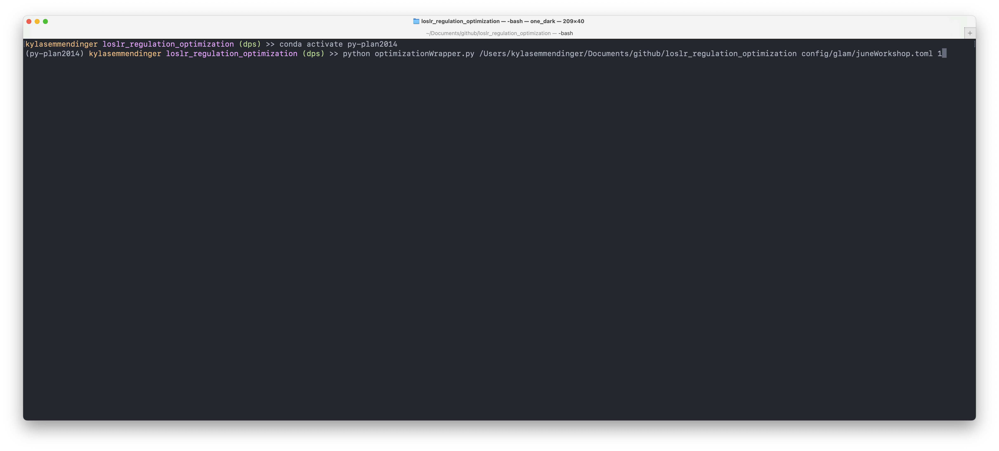 loslr_regulation_optimization — -bash — one_dark — 209×40
~/Documents/github/loslr_regulation_optimization — -bash
+
[kylasemmendinger loslr_regulation_optimization (dps) >> conda activate py-plan2014 ]
(py-plan2014) kylasemmendinger loslr_regulation_optimization (dps) >> python optimizationWrapper.py /Users/kylasemmendinger/Documents/github/loslr_regulation_optimization config/glam/juneWorkshop.toml 1